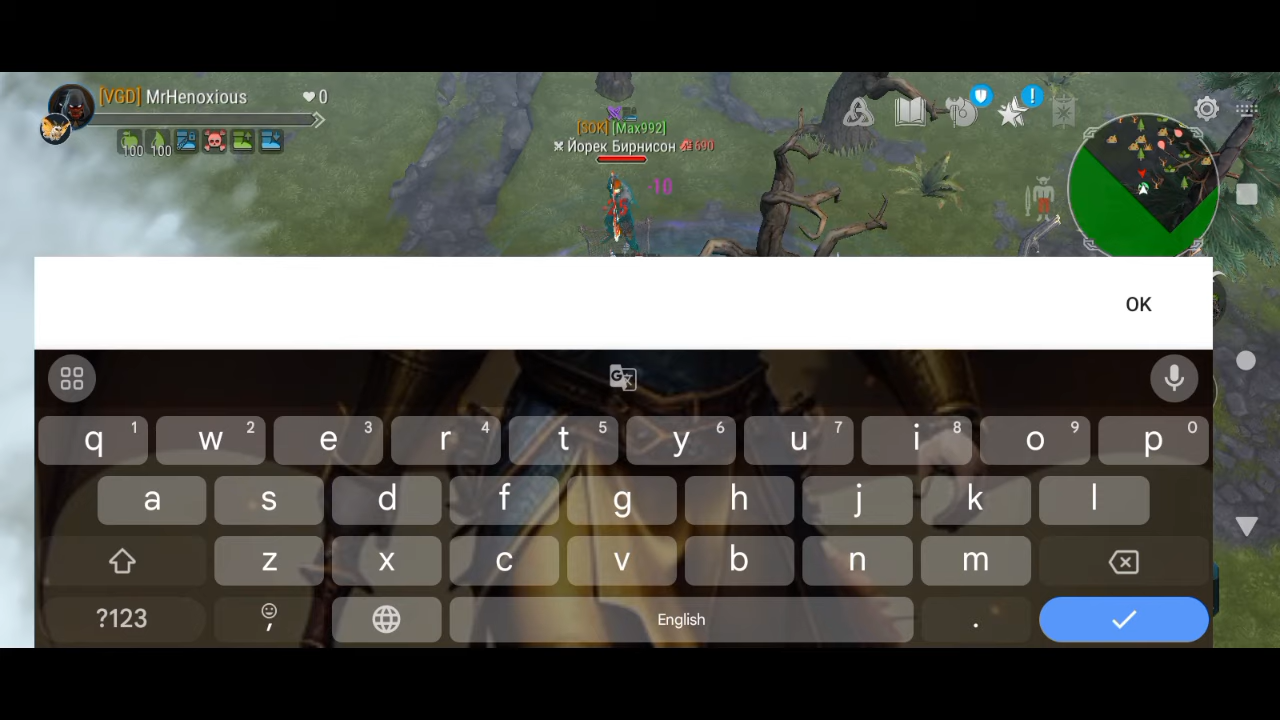 [VGD] MrHenoxious
0
100 100
[SOK] [Max992]
Йорек Бирнисон 690
-10
!
OK
q 1 w 2 e 3 r 4 t 5 y 6 u 7 i 8 o 9 p 0
a s d f g h j k l
z x c v b n m
?123 , English .